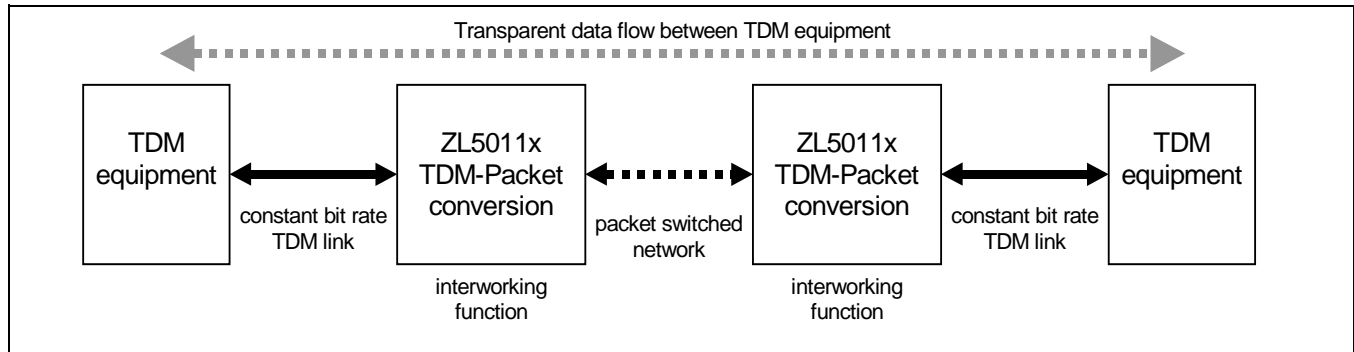 Transparent data flow between TDM equipment
TDM
equipment
constant bit rate
TDM link
ZL5011x
TDM-Packet
conversion
interworking
function
packet switched
network
ZL5011x
TDM-Packet
conversion
interworking
function
constant bit rate
TDM link
TDM
equipment